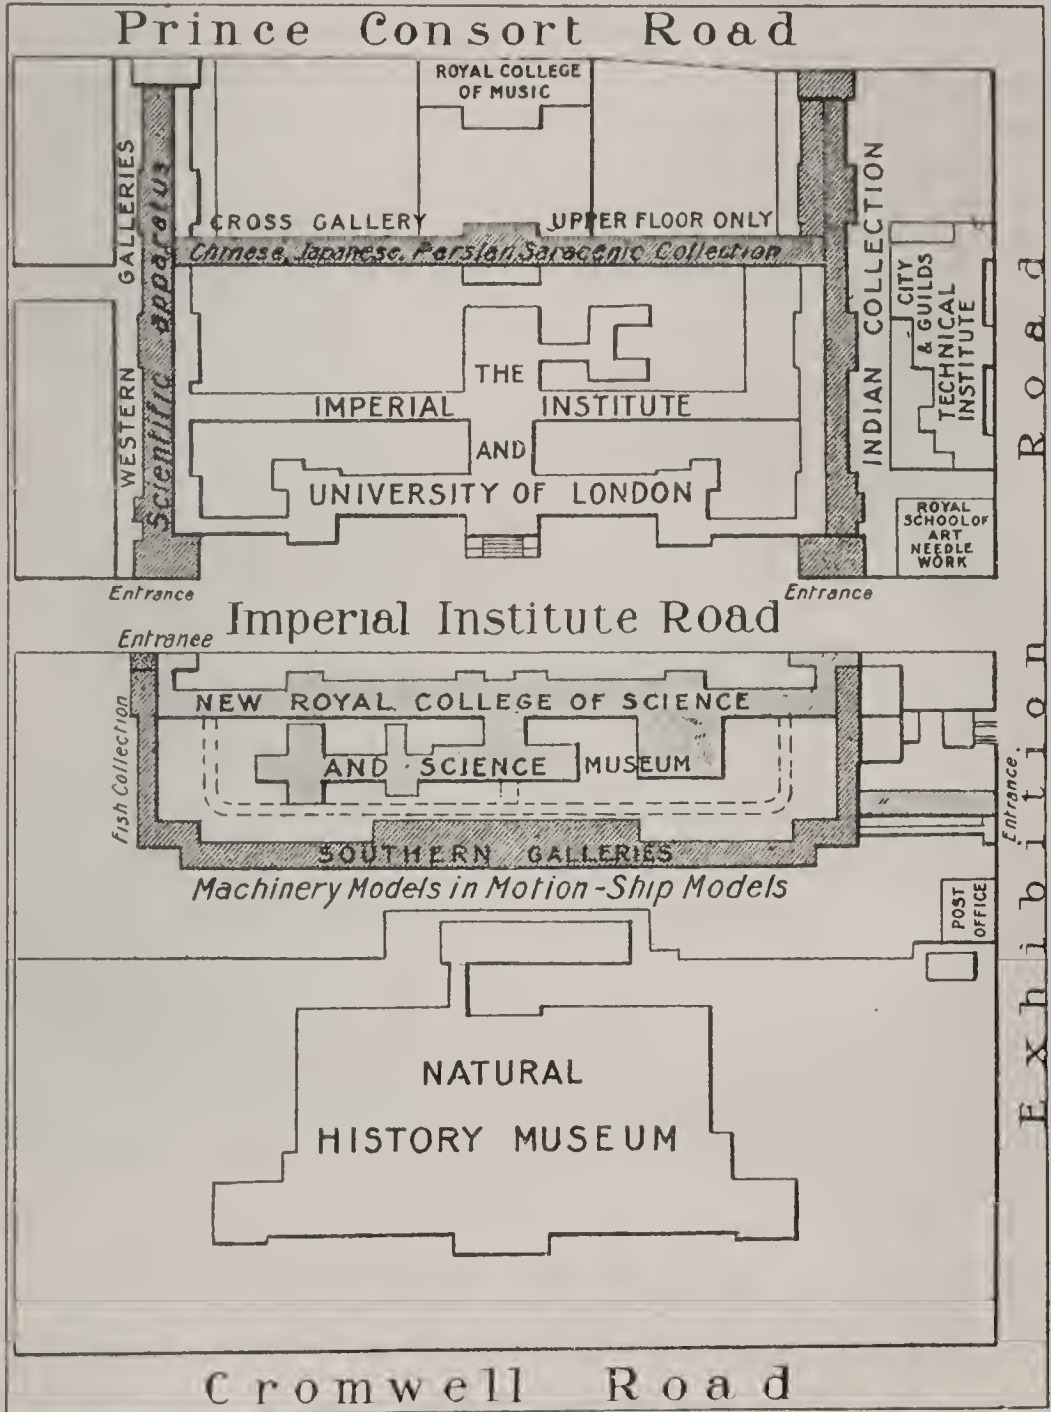 Prince Consort Road
ROYAL COLLEGE
OF MUSIC
WESTERN GALLERIES
Scientific apparatus
CROSS GALLERY UPPER FLOOR ONLY
Chinese, Japanese, Persian Saracenic Collection
INDIAN COLLECTION
CITY
& GUILDS
TECHNICAL
INSTITUTE
THE
IMPERIAL INSTITUTE
AND
UNIVERSITY OF LONDON
ROYAL
SCHOOL OF
ART
NEEDLE
WORK
Entrance
Entrance
Imperial Institute Road
Entrance
Fish Collection
NEW ROYAL COLLEGE OF SCIENCE
AND SCIENCE MUSEUM
Entrance.
SOUTHERN GALLERIES
Machinery Models in Motion-Ship Models
POST
OFFICE
Exhibition Road
NATURAL
HISTORY MUSEUM
Cromwell Road